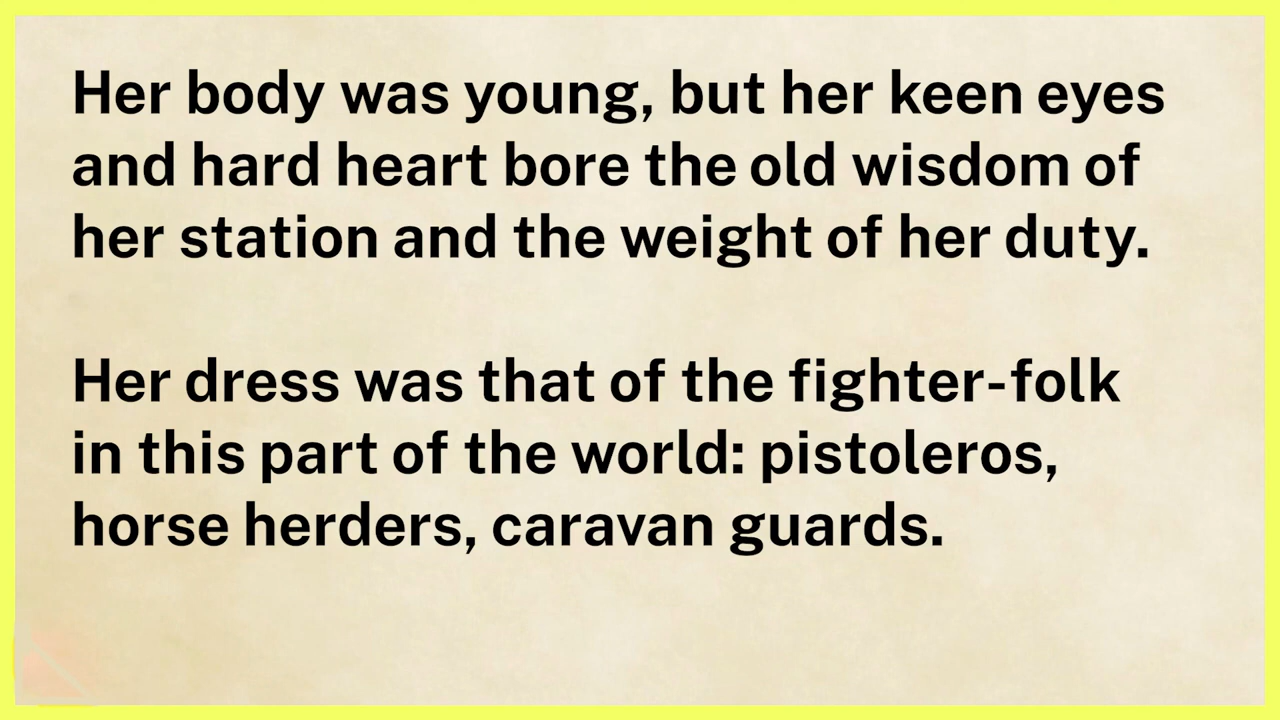 Her body was young, but her keen eyes
and hard heart bore the old wisdom of
her station and the weight of her duty.
Her dress was that of the fighter-folk
in this part of the world: pistoleros,
horse herders, caravan guards.